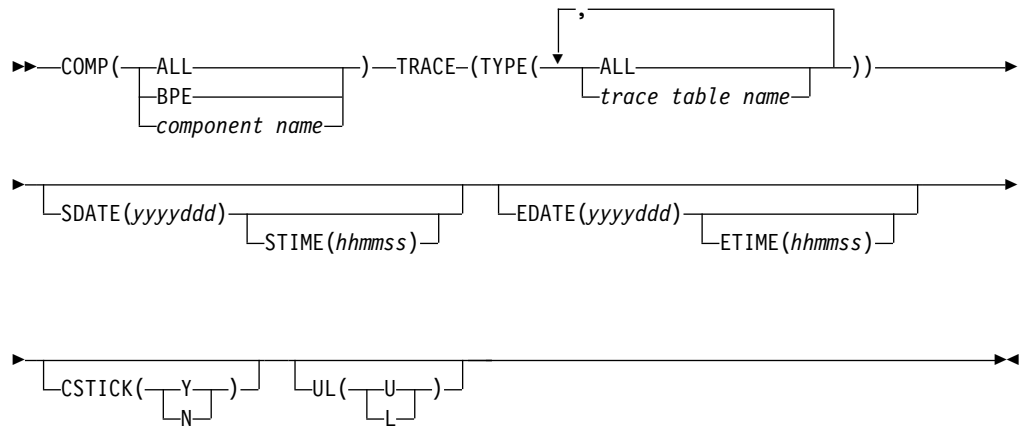 ,
COMP( ALL ) TRACE (TYPE( ALL ))
BPE trace table name
component name
SDATE(yyyyddd) EDATE(yyyyddd)
STIME(hhmmss) ETIME(hhmmss)
CSTICK( Y ) UL( U )
N L